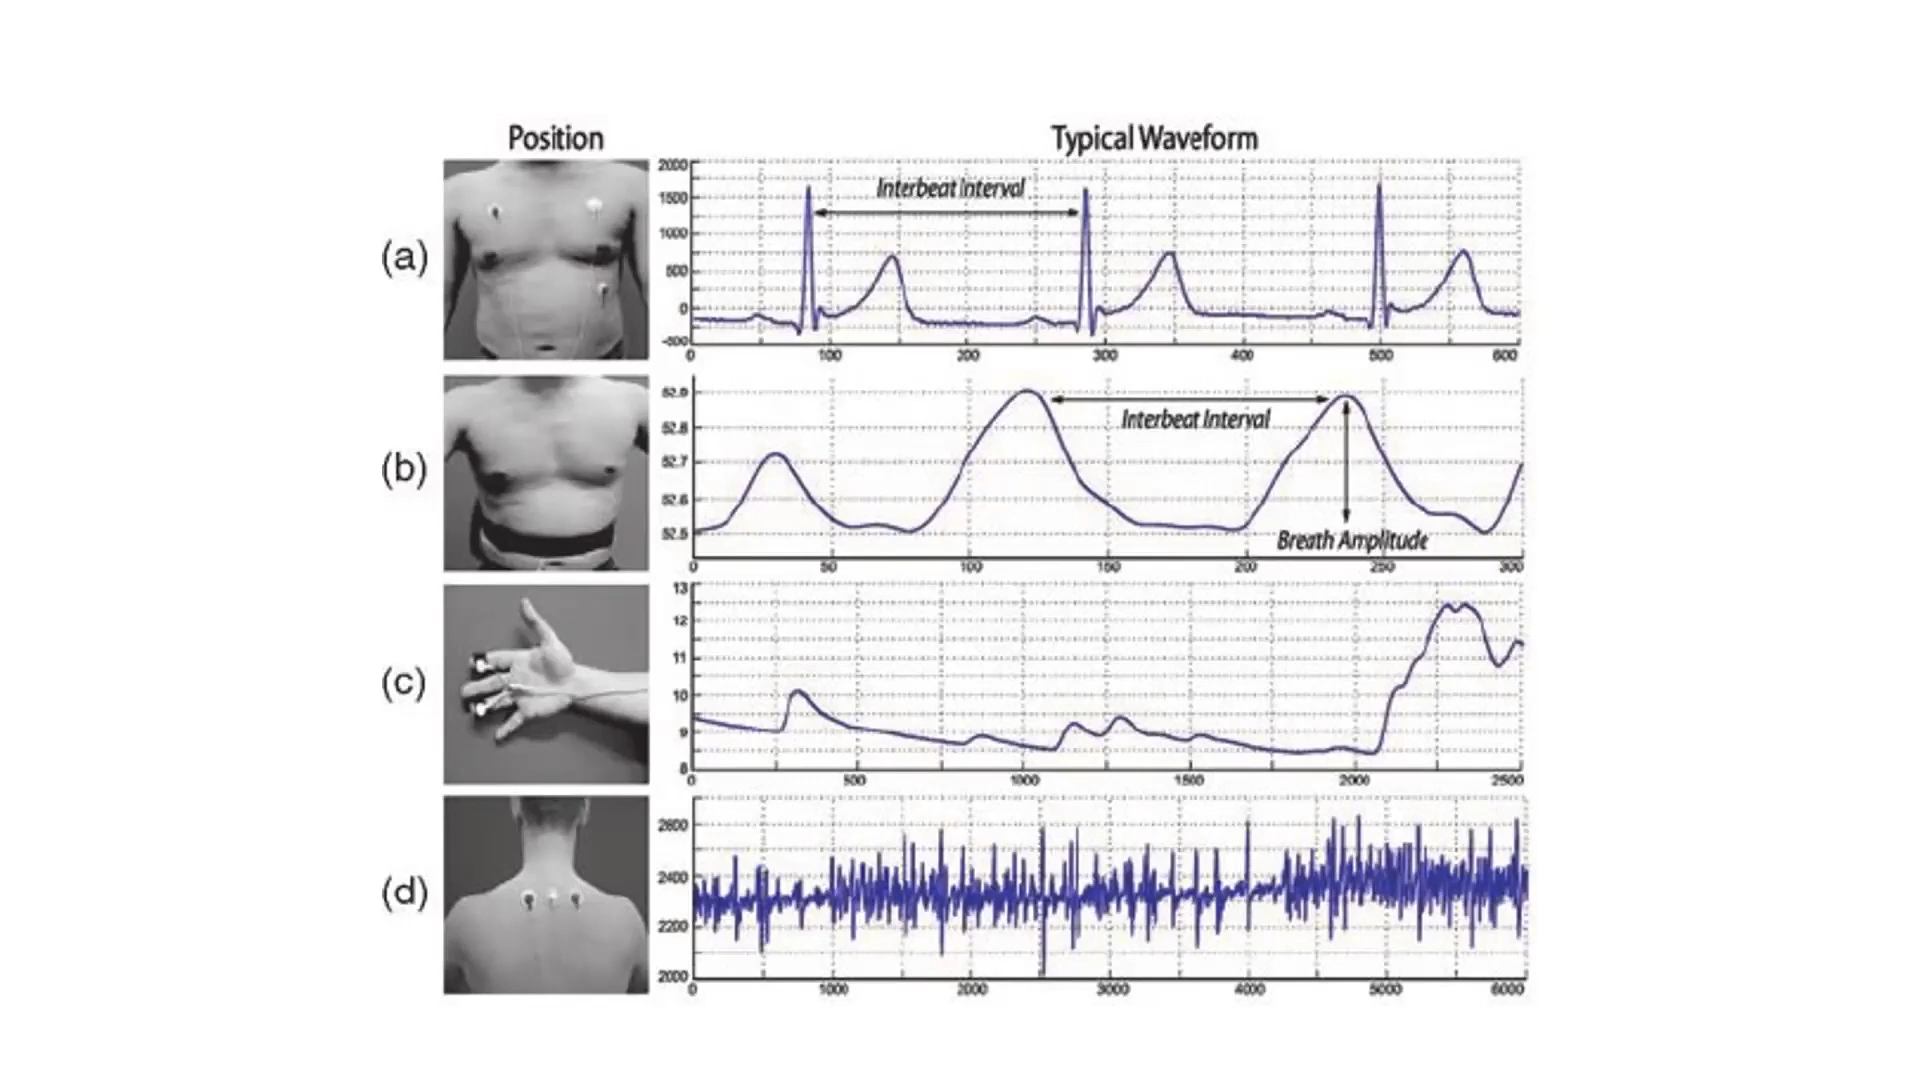 Position
Typical Waveform
(a)
2000
1500
1000
500
0
-500
Interbeat Interval
0 100 200 300 400 500 600
(b)
52.9
52.8
52.7
52.6
52.5
Interbeat Interval
Breath Amplitude
0 50 100 150 200 250 300
(c)
13
12
11
10
9
8
0 500 1000 1500 2000 2500
(d)
2600
2400
2200
2000
0 1000 2000 3000 4000 5000 6000